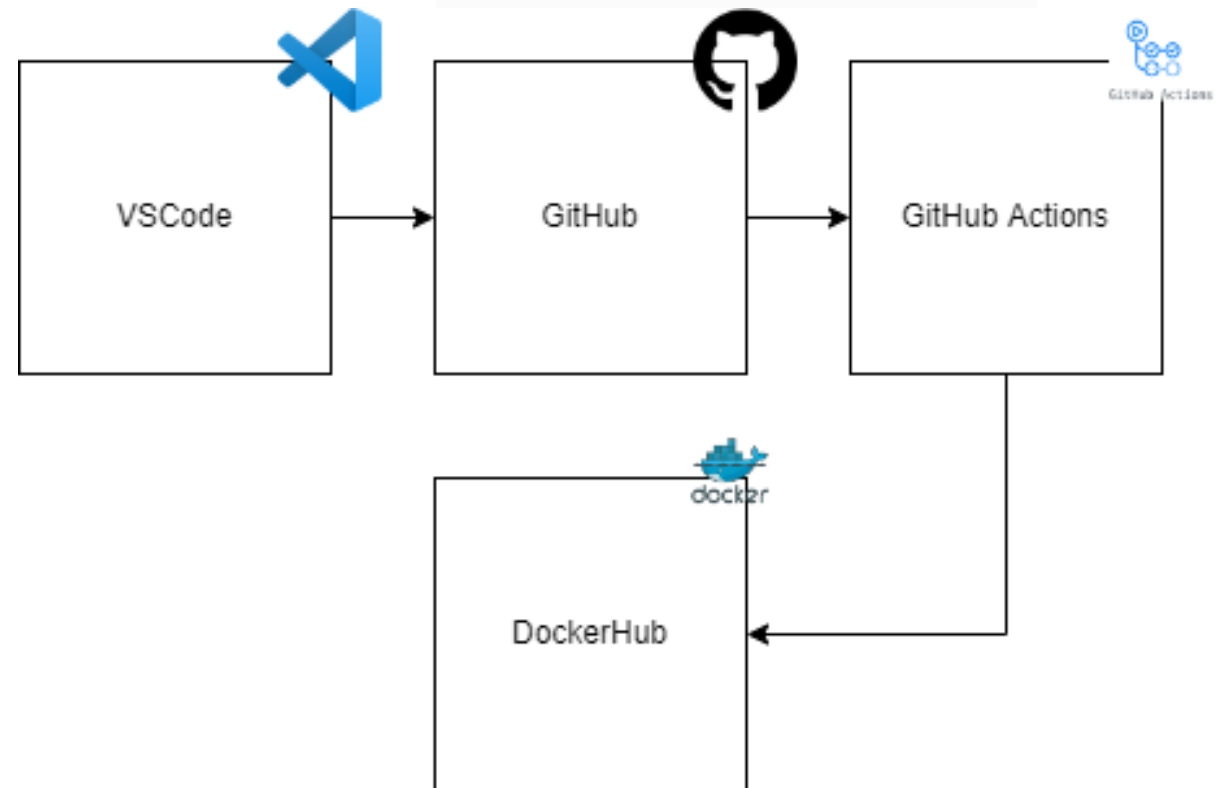 GitHub Actions
VSCode
GitHub
GitHub Actions
docker
DockerHub